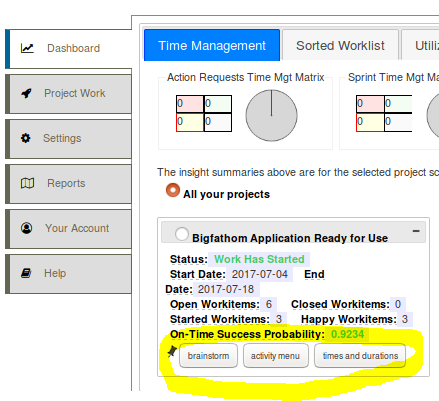 Dashboard
Project Work
Settings
Reports
Your Account
Help
Time Management Sorted Worklist
Action Requests Time Mgt Matrix Sprint Time Mgt
0 0 0 0
0 0 0 0
The insight summaries above are for the selected project
All your projects
Bigfathom Application Ready for Use
Status: Work Has Started
Start Date: 2017-07-04 End
Date: 2017-07-18
Open Workitems: 6 Closed Workitems: 0
Started Workitems: 3 Happy Workitems: 3
On-Time Success Probability: 0.9234
brainstorm activity menu times and durations